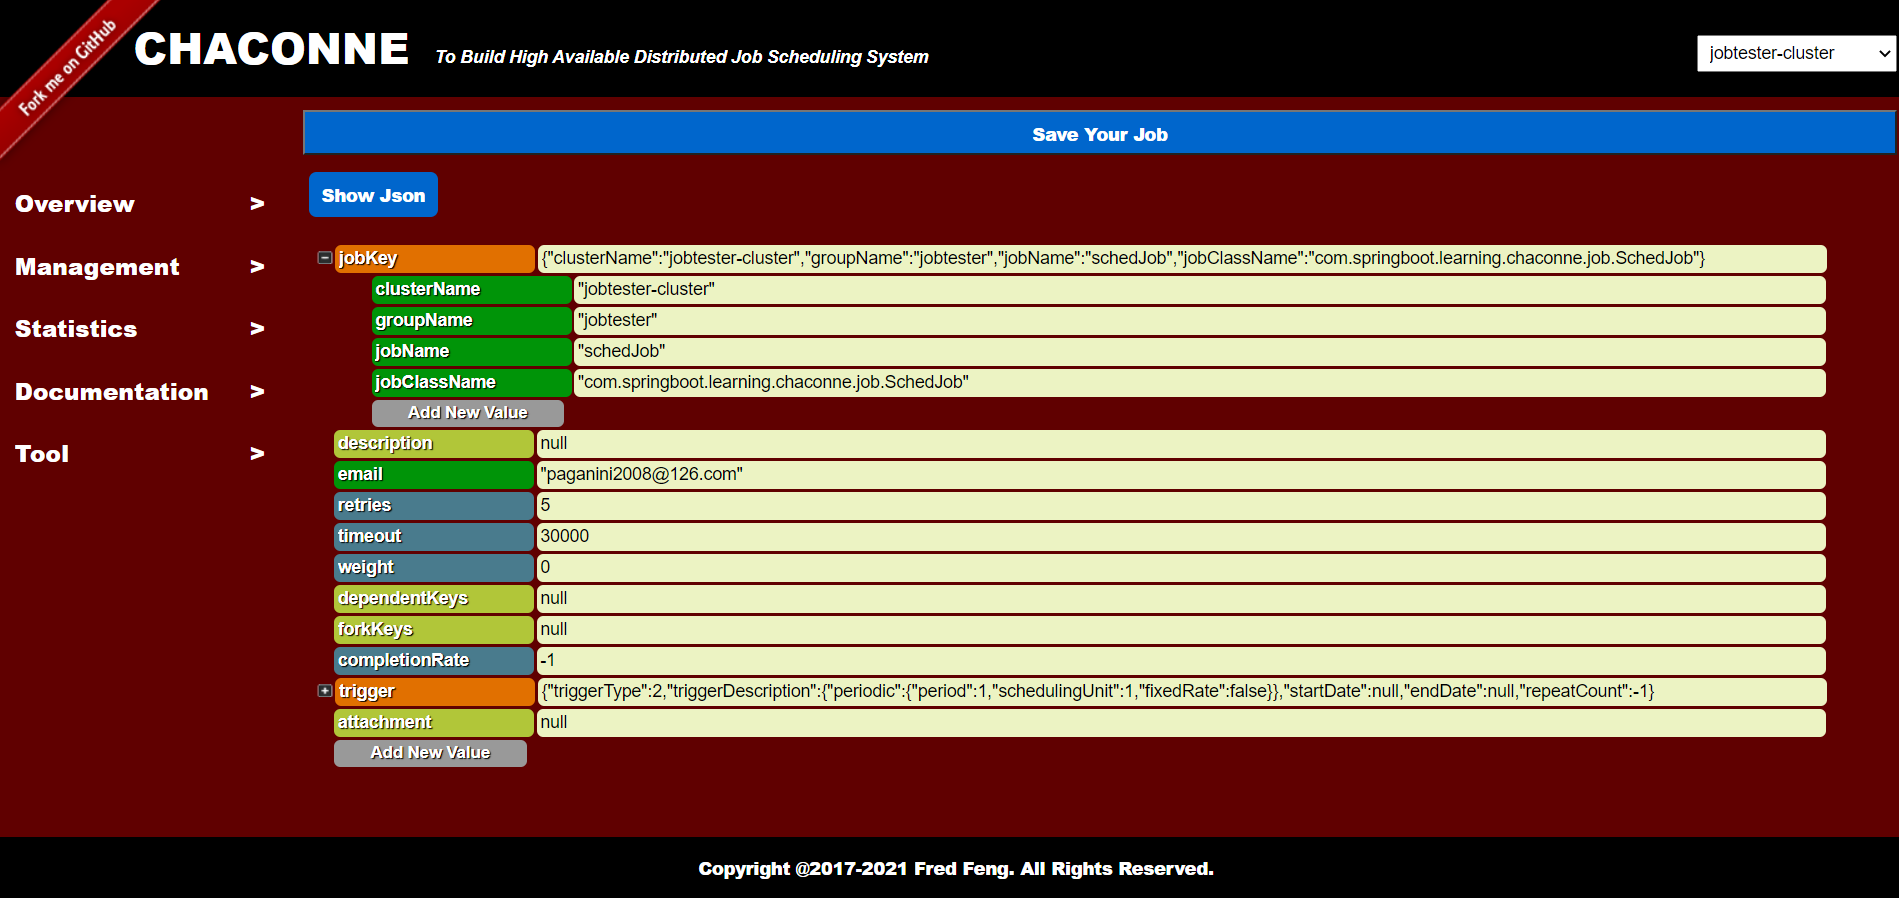 Fork me on GitHub
CHACONNE
To Build High Available Distributed Job Scheduling System
jobtester-cluster
Save Your Job
Show Json
Overview >
Management >
Statistics >
Documentation >
Tool >
jobKey {"clusterName":"jobtester-cluster","groupName":"jobtester","jobName":"schedJob","jobClassName":"com.springboot.learning.chaconne.job.SchedJob"}
clusterName "jobtester-cluster"
groupName "jobtester"
jobName "schedJob"
jobClassName "com.springboot.learning.chaconne.job.SchedJob"
Add New Value
description null
email "paganini2008@126.com"
retries 5
timeout 30000
weight 0
dependentKeys null
forkKeys null
completionRate -1
trigger {"triggerType":2,"triggerDescription":{"periodic":{"period":1,"schedulingUnit":1,"fixedRate":false}},"startDate":null,"endDate":null,"repeatCount":-1}
attachment null
Add New Value
Copyright @2017-2021 Fred Feng. All Rights Reserved.